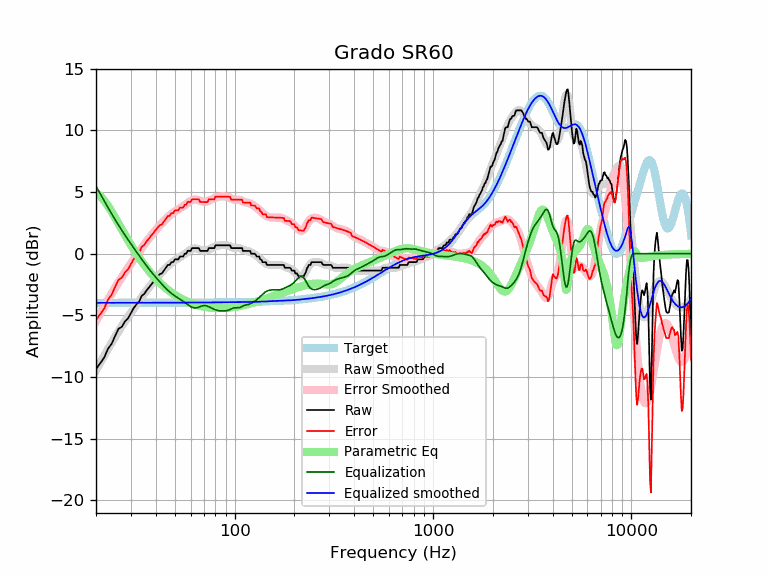 Grado SR60
Amplitude (dBr)
15
10
5
0
−5
−10
−15
−20
Target
Raw Smoothed
Error Smoothed
Raw
Error
Parametric Eq
Equalization
Equalized smoothed
100
1000
10000
Frequency (Hz)